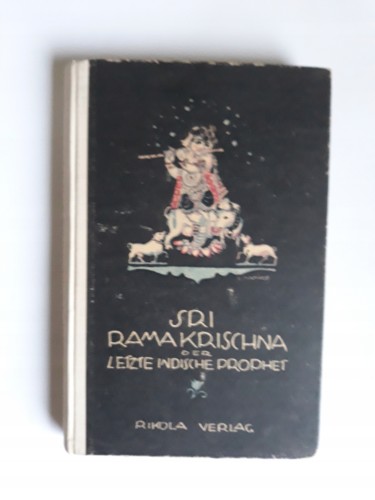 SRI
RAMAKRISCHNA
DER
LETZTE INDISCHE PROPHET
RIKOLA VERLAG